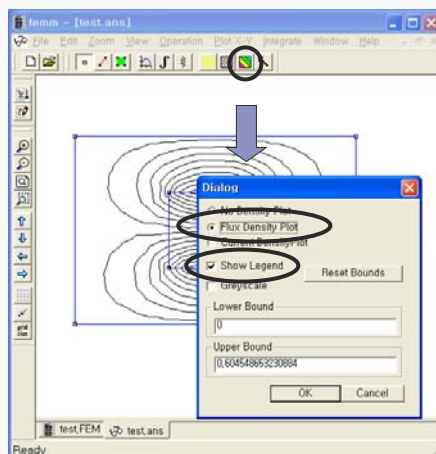 femm - [test.ans]
File Edit Zoom View Operation Plot X-Y Integrate Window Help
Dialog
No Density Plot
Flux Density Plot
Current DensityPlot
Show Legend
Reset Bounds
Greyscale
Lower Bound
0
Upper Bound
0,604548653230884
OK Cancel
test.FEM test.ans
Ready